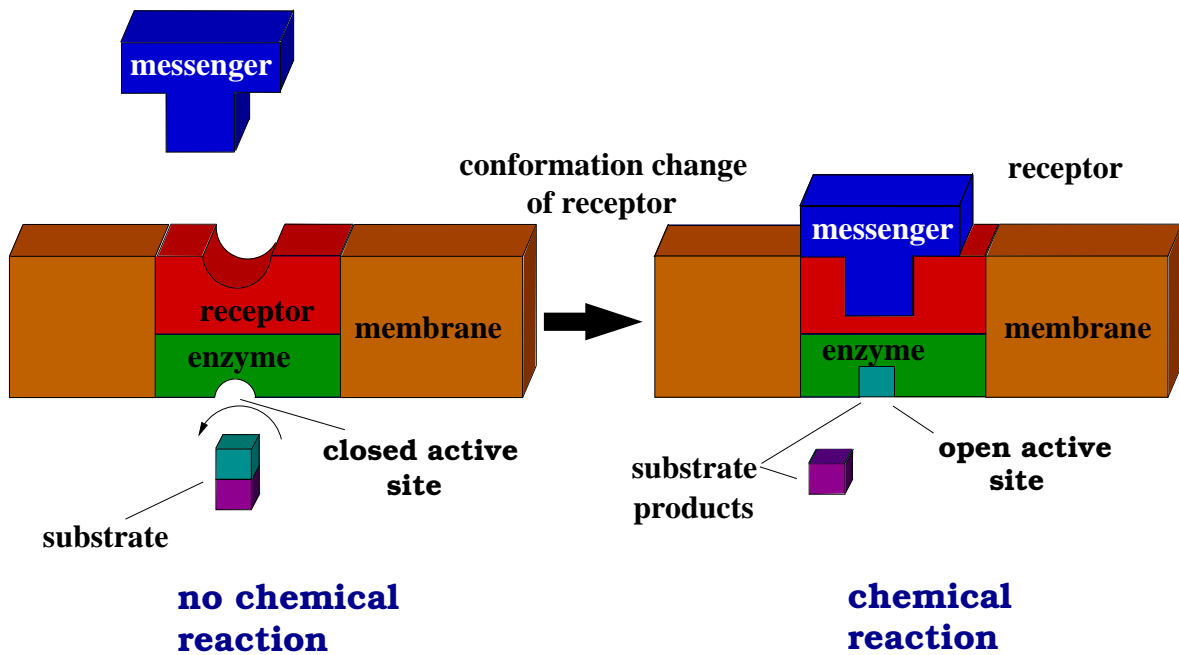 messenger
conformation change
of receptor
receptor
messenger
receptor
membrane
enzyme
membrane
enzyme
closed active
site
open active
site
substrate
products
substrate
no chemical
reaction
chemical
reaction